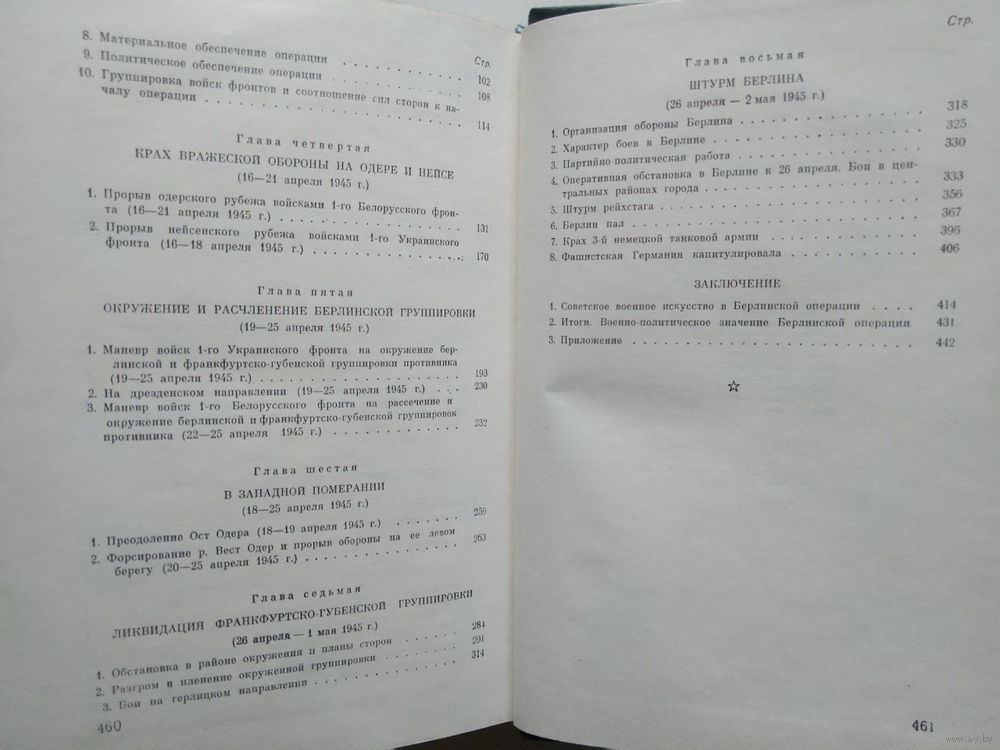 Стр.
8. Материальное обеспечение операции . . . . . . . . . . . 102
9. Политическое обеспечение операции . . . . . . . . . . . 108
10. Группировка войск фронтов и соотношение сил сторон к на-
чалу операции . . . . . . . . . . . . . . . . . . . . 114
Глава четвертая
КРАХ ВРАЖЕСКОЙ ОБОРОНЫ НА ОДЕРЕ И НЕЙСЕ
(16—21 апреля 1945 г.)
1. Прорыв одерского рубежа войсками 1-го Белорусского фрон-
та (16—21 апреля 1945 г.) . . . . . . . . . . . . . . 131
2. Прорыв нейсенского рубежа войсками 1-го Украинского
фронта (16—18 апреля 1945 г.) . . . . . . . . . . . . 170
Глава пятая
ОКРУЖЕНИЕ И РАСЧЛЕНЕНИЕ БЕРЛИНСКОЙ ГРУППИРОВКИ
(19—25 апреля 1945 г.)
1. Маневр войск 1-го Украинского фронта на окружение бер-
линской и франкфуртско-губенской группировки противника
(19—25 апреля 1945 г.) . . . . . . . . . . . . . . . . 193
2. На дрезденском направлении (19—25 апреля 1945 г.) . . . 230
3. Маневр войск 1-го Белорусского фронта на рассечение и
окружение берлинской и франкфуртско-губенской группировок
противника (22—25 апреля 1945 г.) . . . . . . . . . . 232
Глава шестая
В ЗАПАДНОЙ ПОМЕРАНИИ
(18—25 апреля 1945 г.)
1. Преодоление Ост Одера (18—19 апреля 1945 г.) . . . . . . 259
2. Форсирование р. Вест Одер и прорыв обороны на ее левом
берегу (20—25 апреля 1945 г.) . . . . . . . . . . . . 263
Глава седьмая
ЛИКВИДАЦИЯ ФРАНКФУРТСКО-ГУБЕНСКОЙ ГРУППИРОВКИ
(26 апреля — 1 мая 1945 г.)
1. Обстановка в районе окружения и планы сторон . . . . . . 284
2. Разгром и пленение окруженной группировки . . . . . . . 291
3. Бои на герлицком направлении . . . . . . . . . . . . . 314
460
Стр.
Глава восьмая
ШТУРМ БЕРЛИНА
(26 апреля — 2 мая 1945 г.)
1. Организация обороны Берлина . . . . . . . . . . . . . 318
2. Характер боев в Берлине . . . . . . . . . . . . . . . 325
3. Партийно-политическая работа . . . . . . . . . . . . . 330
4. Оперативная обстановка в Берлине к 26 апреля. Бои в цен-
тральных районах города . . . . . . . . . . . . . . . 333
5. Штурм рейхстага . . . . . . . . . . . . . . . . . . . 356
6. Берлин пал . . . . . . . . . . . . . . . . . . . . . 367
7. Крах 3-й немецкой танковой армии . . . . . . . . . . . 396
8. Фашистская Германия капитулировала . . . . . . . . . . 406
ЗАКЛЮЧЕНИЕ
1. Советское военное искусство в Берлинской операции . . . . 414
2. Итоги. Военно-политическое значение Берлинской операции 431
3. Приложение . . . . . . . . . . . . . . . . . . . . . 442
461
www.ay.by